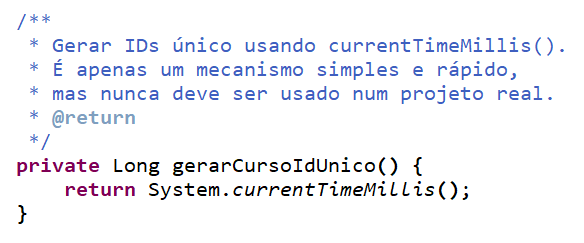 /**
 * Gerar IDs único usando currentTimeMillis().
 * É apenas um mecanismo simples e rápido,
 * mas nunca deve ser usado num projeto real.
 * @return
 */
private Long gerarCursoIdUnico() {
    return System.currentTimeMillis();
}